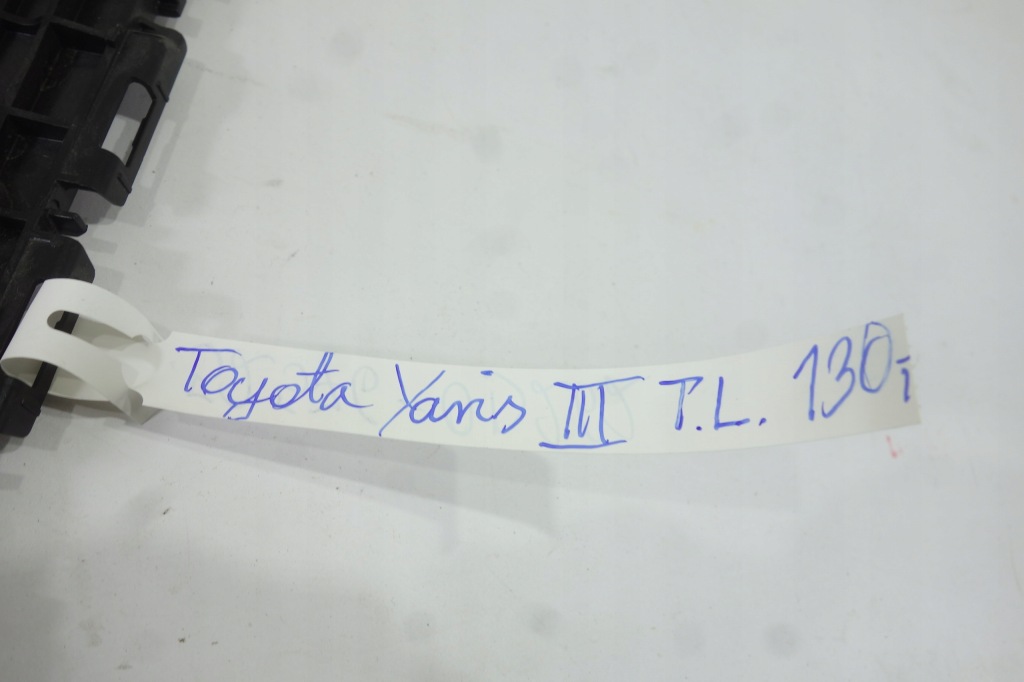 Toyota Yaris III T.L. 130,-